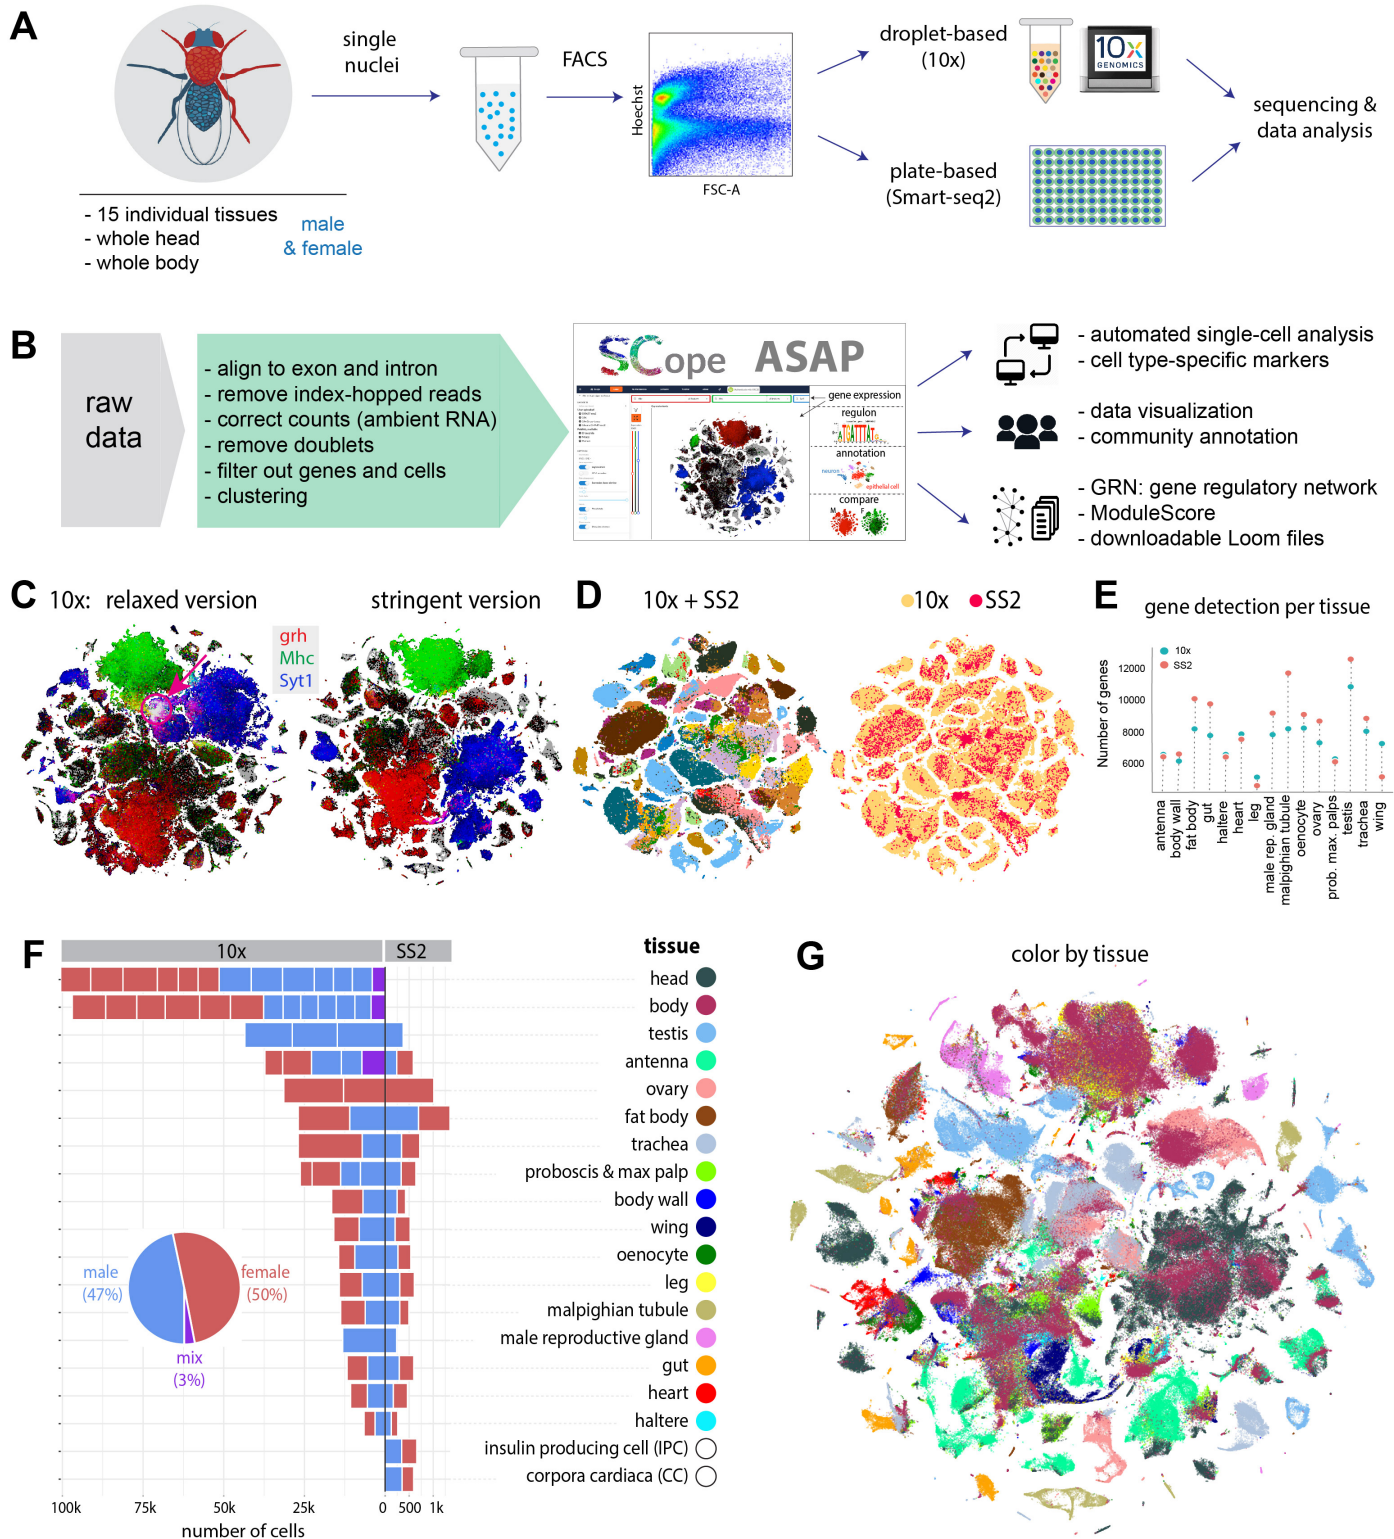 A
single
nuclei
FACS
Hoechst
FSC-A
droplet-based
(10x)
10x
GENOMICS
plate-based
(Smart-seq2)
sequencing &
data analysis
- 15 individual tissues
- whole head
- whole body
male
& female
B
raw
data
- align to exon and intron
- remove index-hopped reads
- correct counts (ambient RNA)
- remove doublets
- filter out genes and cells
- clustering
SCope ASAP
gene expression
regulon
ATGATTTAT
annotation
neuron
epithelial cell
compare
M
F
- automated single-cell analysis
- cell type-specific markers
- data visualization
- community annotation
- GRN: gene regulatory network
- ModuleScore
- downloadable Loom files
C
10x: relaxed version
stringent version
grh
Mhc
Syt1
D
10x + SS2
10x
SS2
E
gene detection per tissue
10x
SS2
Number of genes
12000
10000
8000
6000
antenna
body wall
fat body
gut
haltere
heart
leg
male rep. gland
malpighian tubule
oenocyte
ovary
prob. max. palps
testis
trachea
wing
F
10x
SS2
tissue
head
body
testis
antenna
ovary
fat body
trachea
proboscis & max palp
body wall
wing
oenocyte
leg
malpighian tubule
male reproductive gland
gut
heart
haltere
insulin producing cell (IPC)
corpora cardiaca (CC)
male
(47%)
female
(50%)
mix
(3%)
100k
75k
50k
25k
0
500
1k
number of cells
G
color by tissue